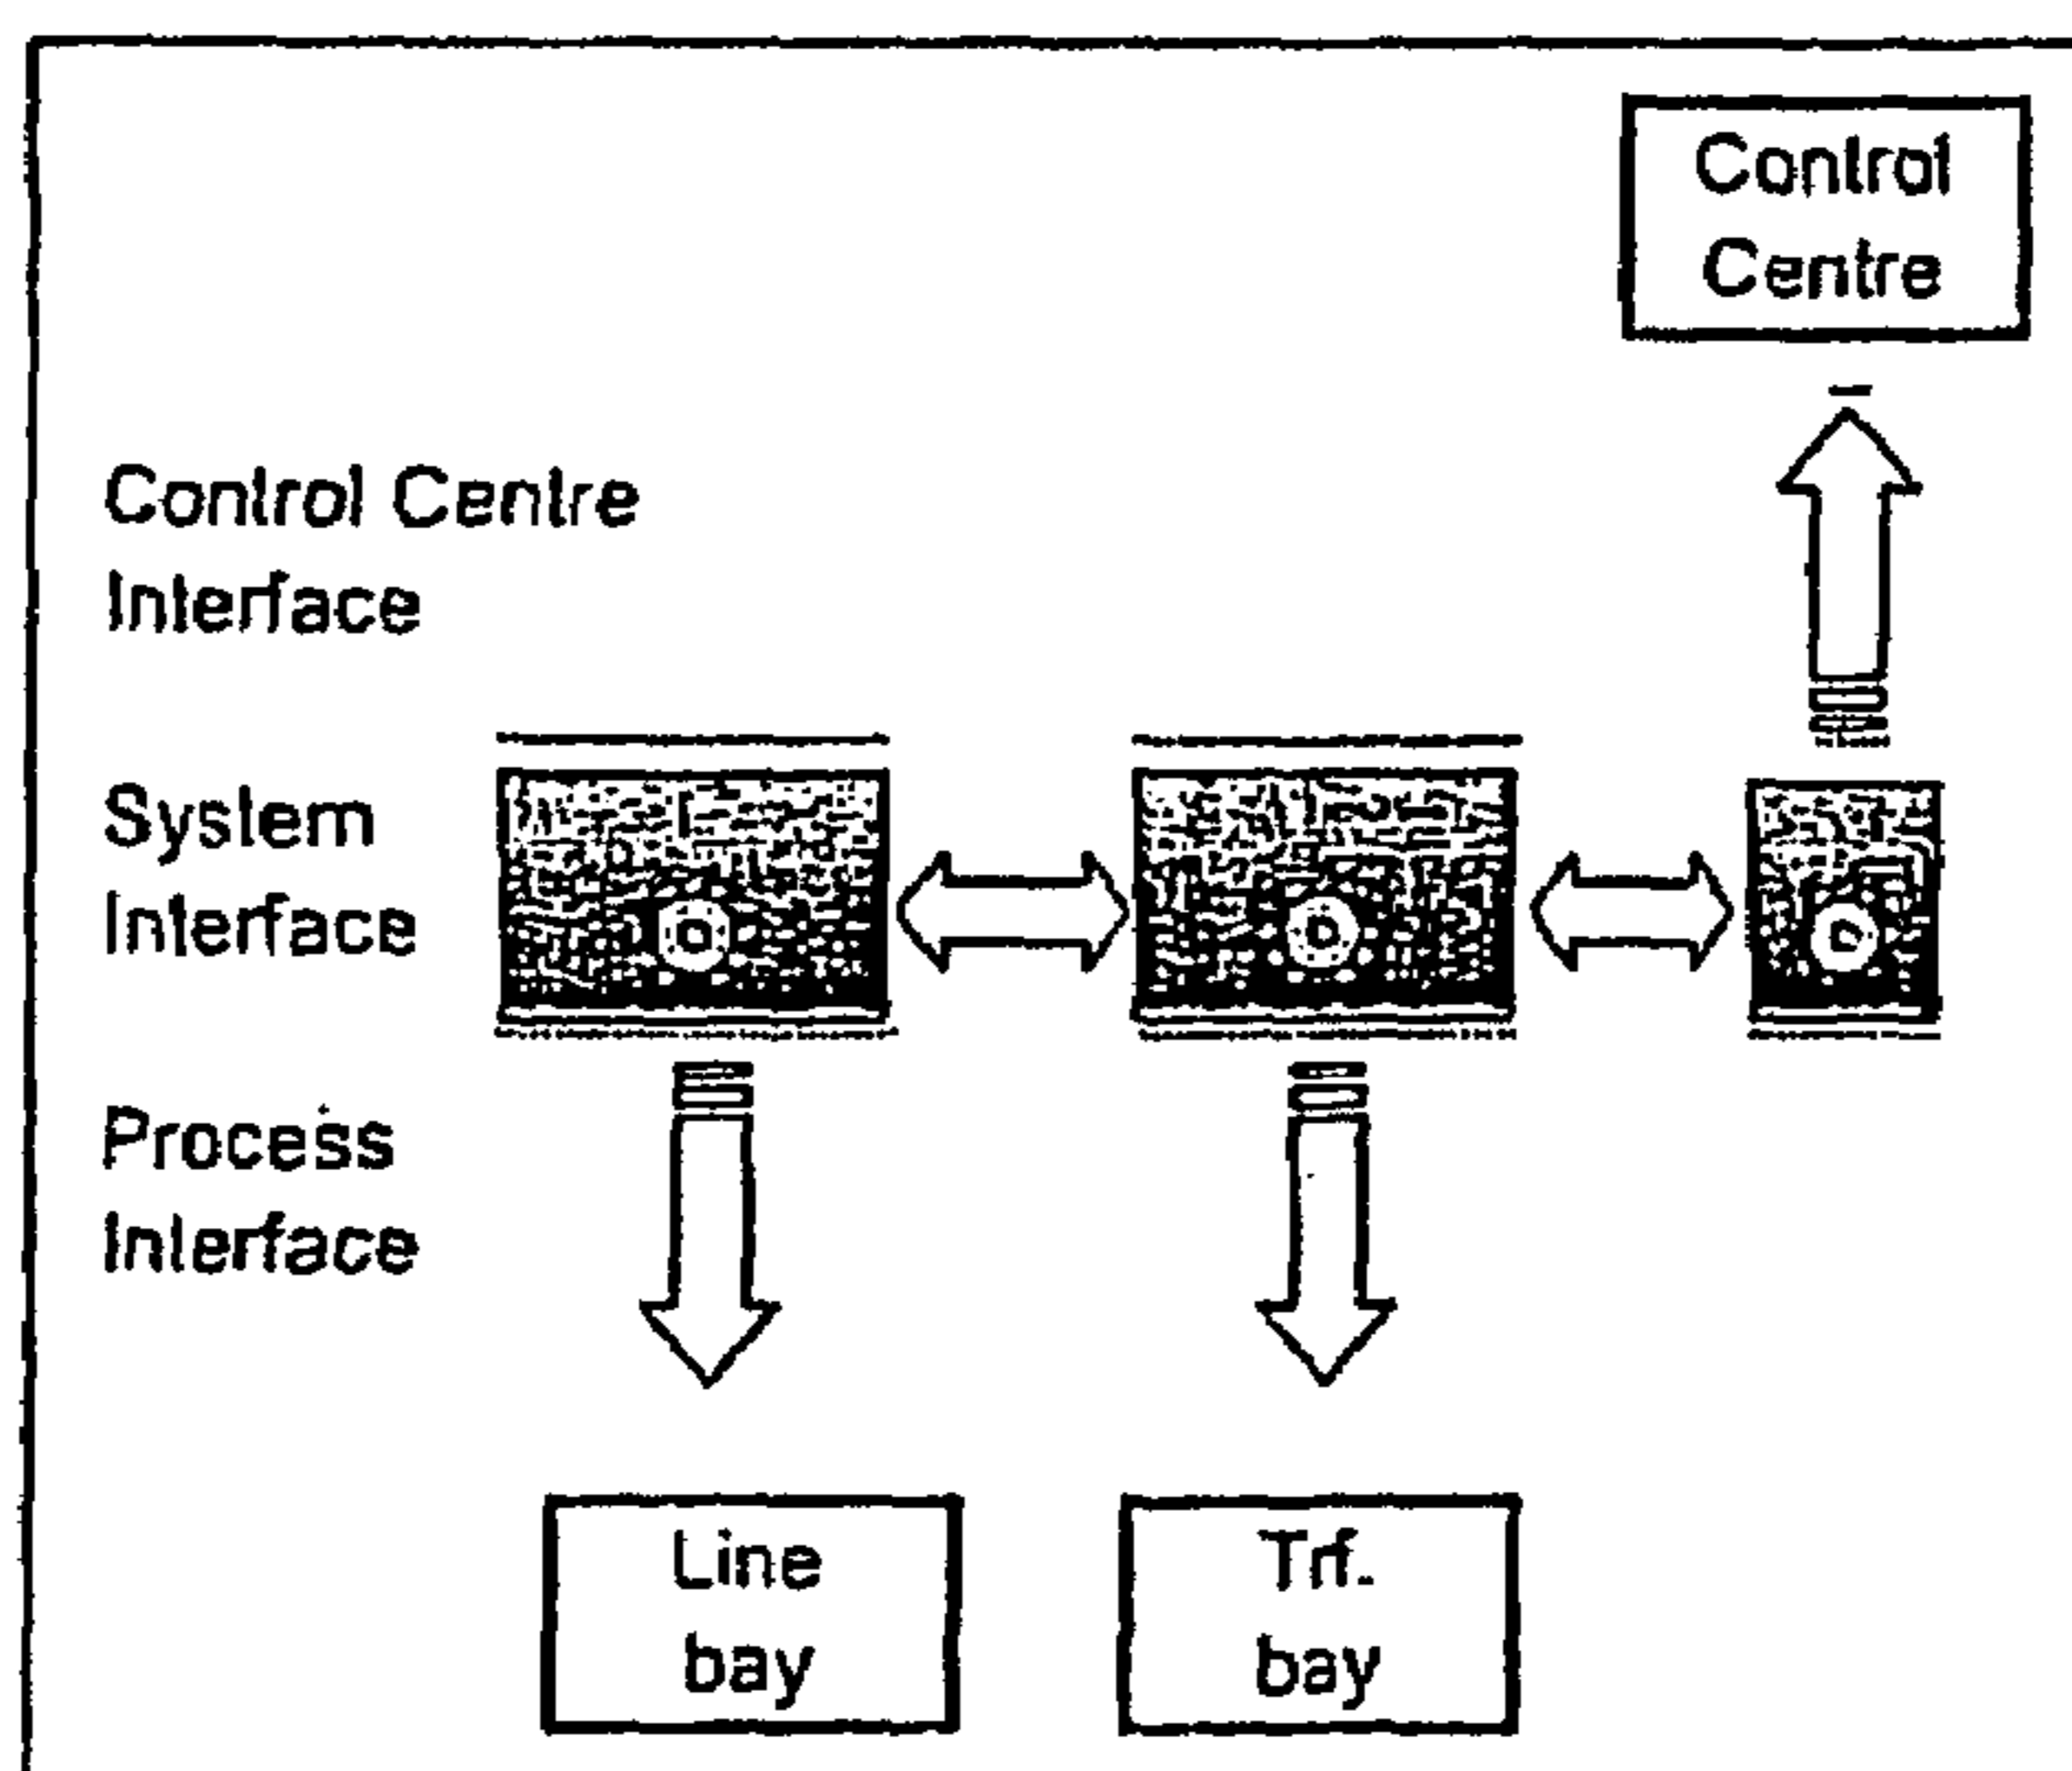 Control
Centre
Control Centre
Interface
System
Interface
Process
Interface
Line
bay
Trf.
bay